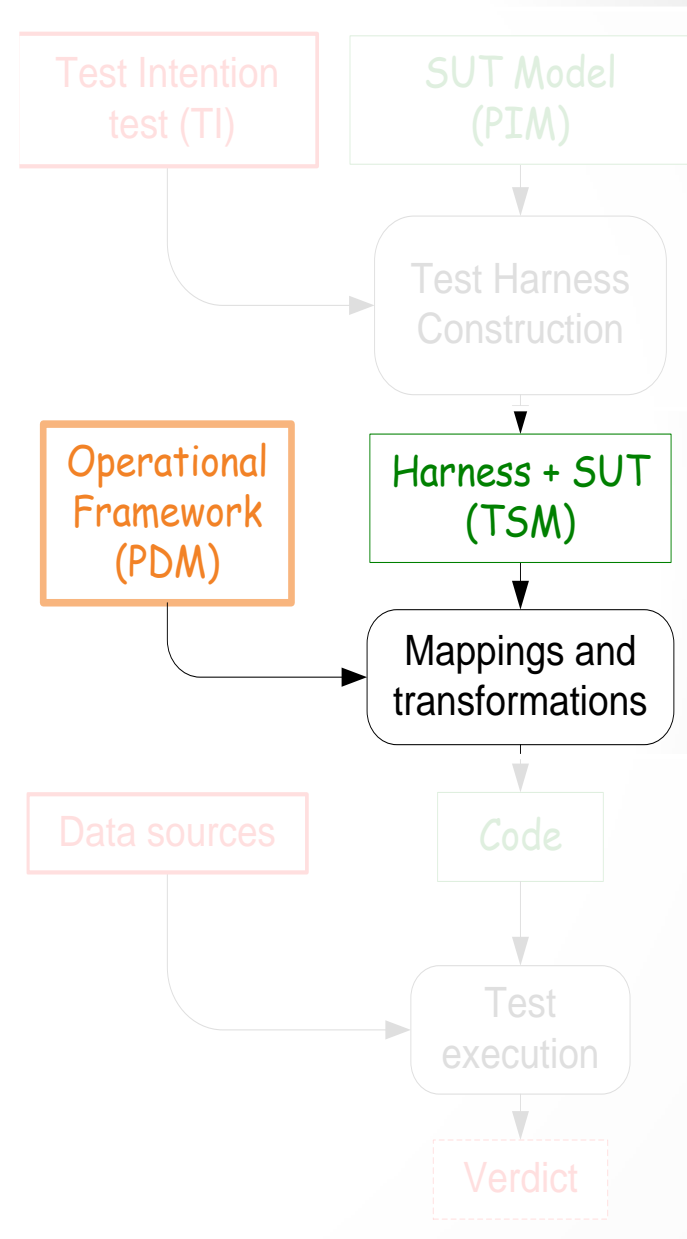 Test Intention
test (TI)
SUT Model
(PIM)
Test Harness
Construction
Operational
Framework
(PDM)
Harness + SUT
(TSM)
Mappings and
transformations
Data sources
Code
Test
execution
Verdict